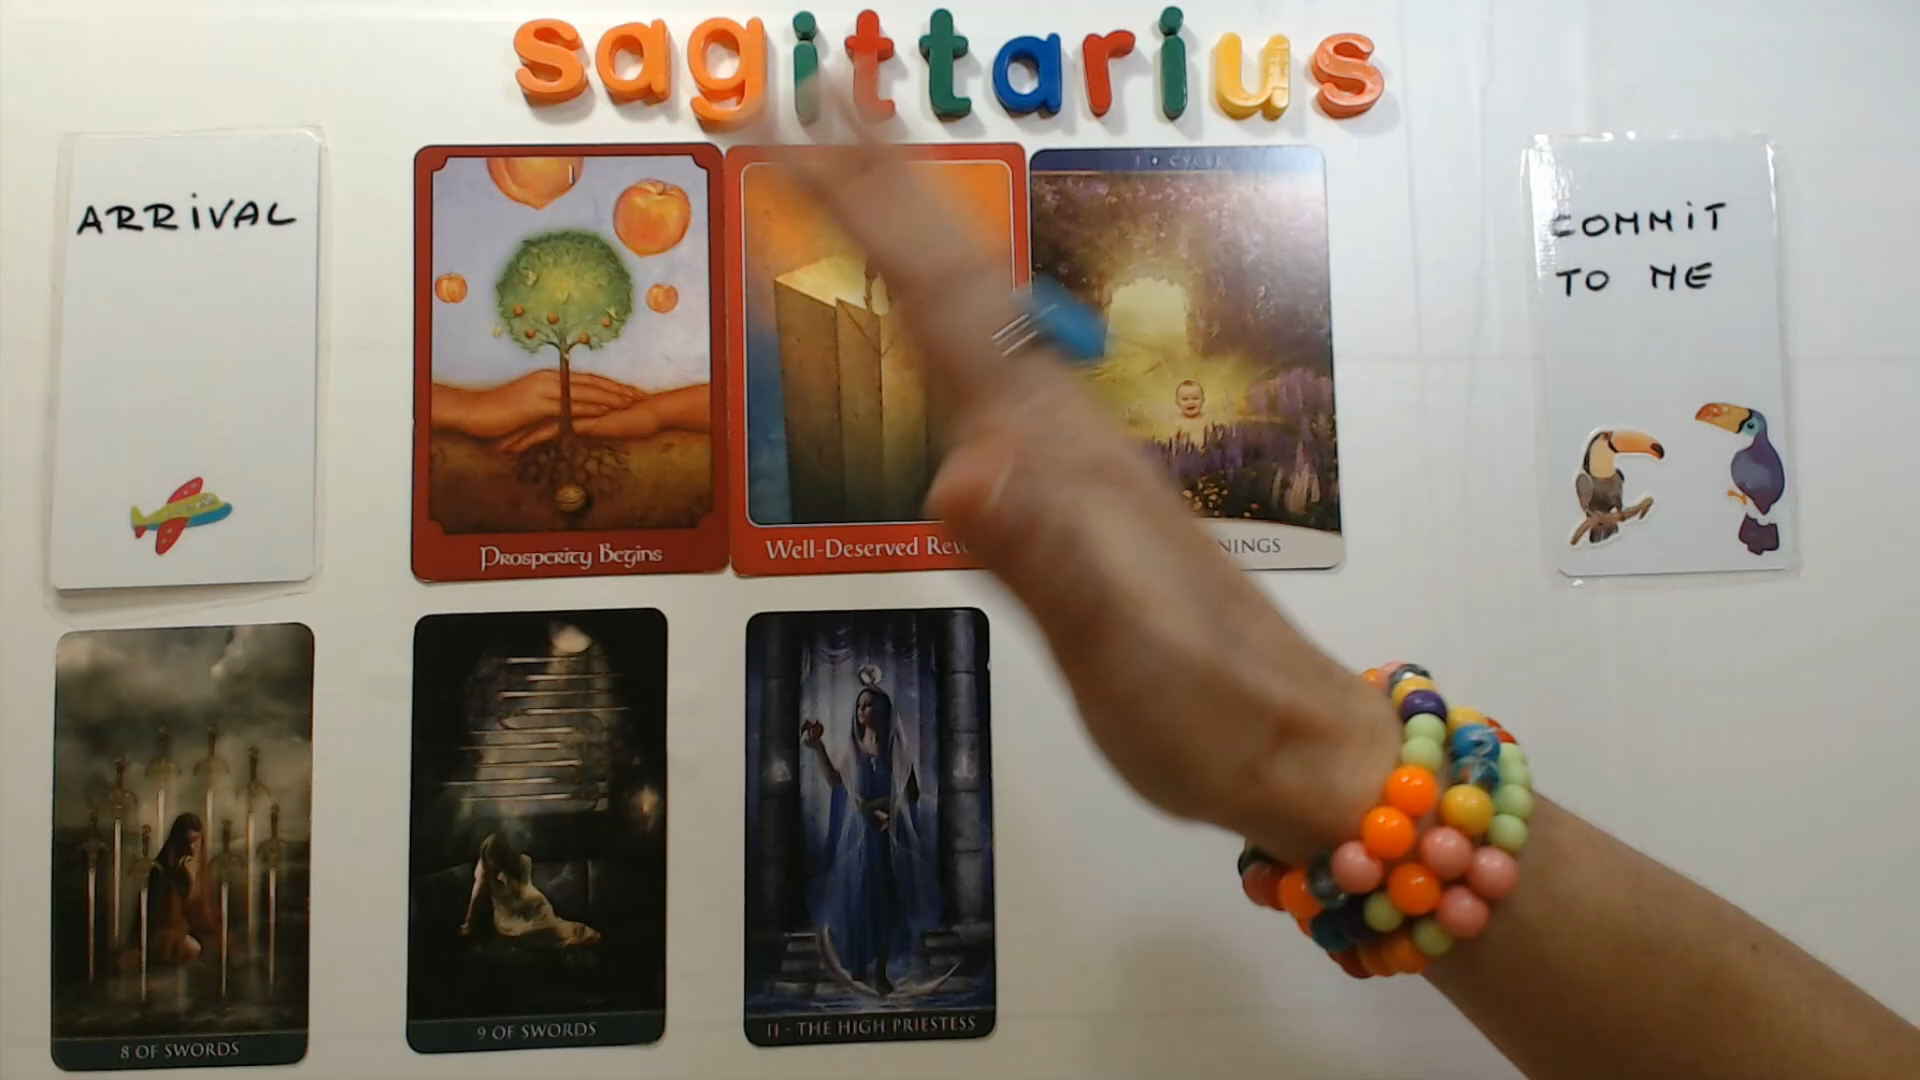 sagittarius
ARRIVAL
COMMIT
TO ME
PROSPERITY BEGINS
Well-Deserved
I • CYCLE
8 OF SWORDS
9 OF SWORDS
II - THE HIGH PRIESTESS